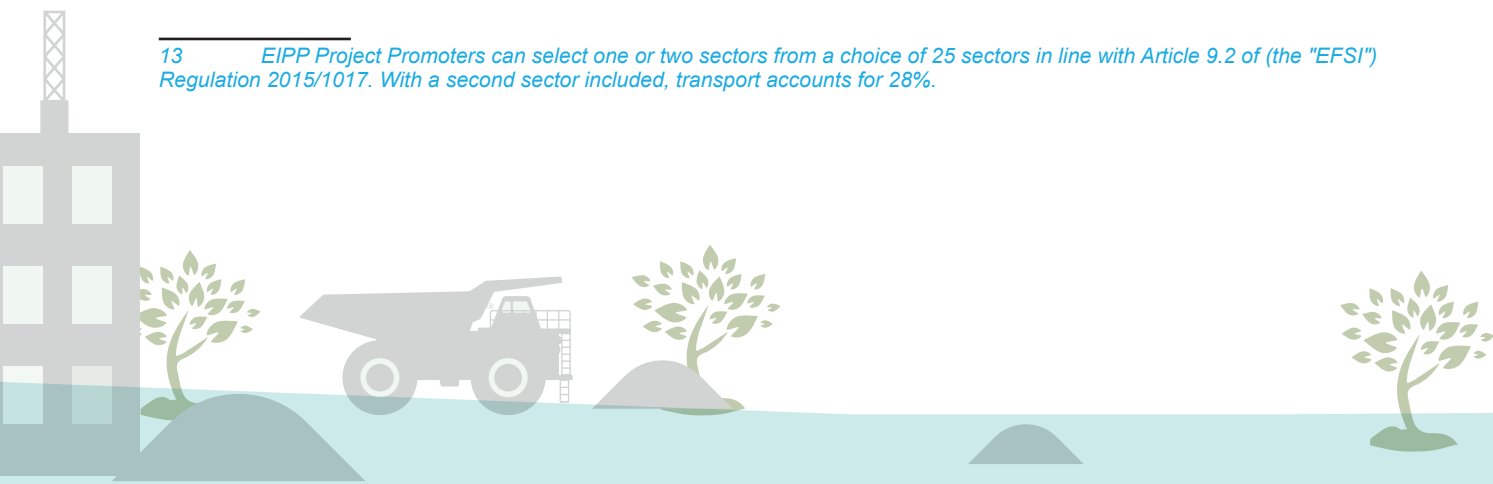 13 EIPP Project Promoters can select one or two sectors from a choice of 25 sectors in line with Article 9.2 of (the "EFSI")
Regulation 2015/1017. With a second sector included, transport accounts for 28%.